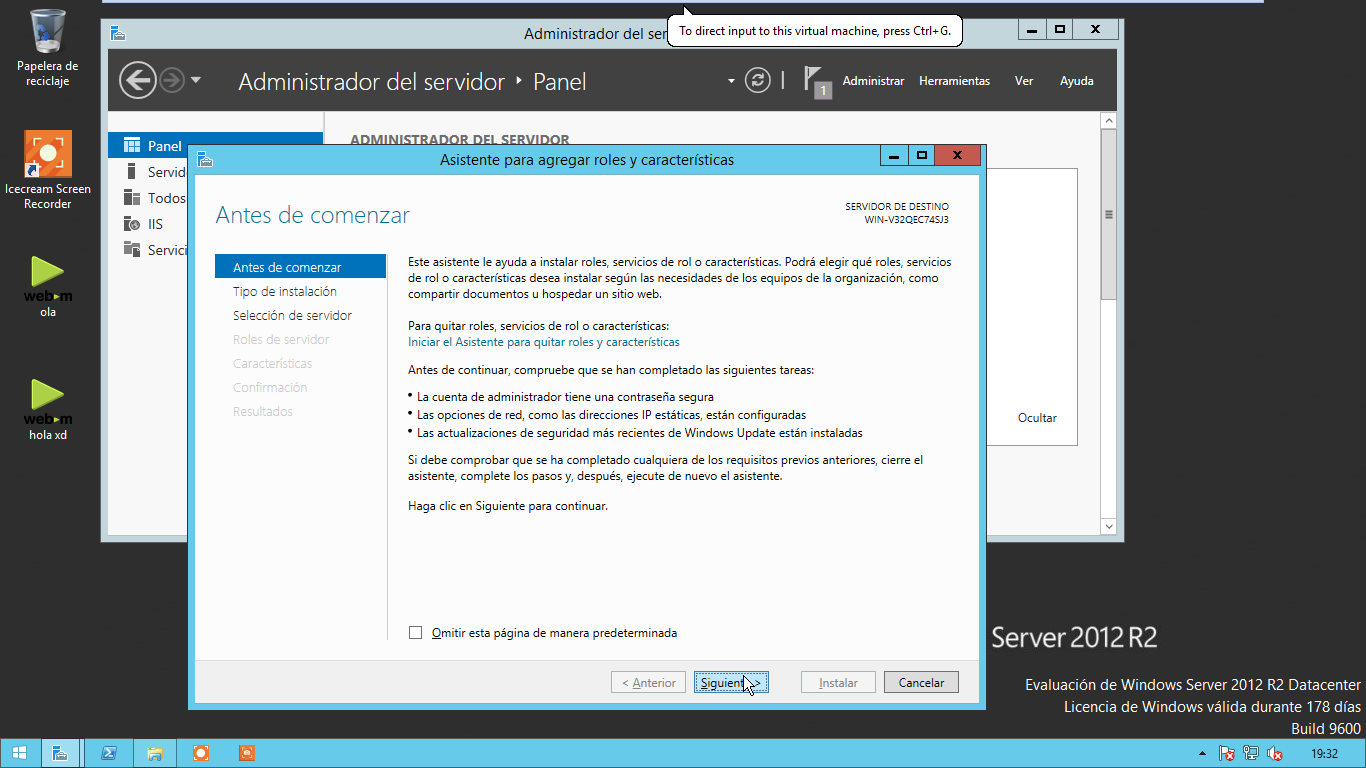 To direct input to this virtual machine, press Ctrl+G.
Papelera de
reciclaje
Icecream Screen
Recorder
web-m
ola
web-m
hola xd
Administrador del ser
Administrador del servidor
Panel
1
Administrar
Herramientas
Ver
Ayuda
Panel
Servid
Todos
IIS
Servici
ADMINISTRADOR DEL SERVIDOR
Ocultar
Asistente para agregar roles y características
Antes de comenzar
SERVIDOR DE DESTINO
WIN-V32QEC74SJ3
Antes de comenzar
Tipo de instalación
Selección de servidor
Roles de servidor
Características
Confirmación
Resultados
Este asistente le ayuda a instalar roles, servicios de rol o características. Podrá elegir qué roles, servicios
de rol o características desea instalar según las necesidades de los equipos de la organización, como
compartir documentos u hospedar un sitio web.
Para quitar roles, servicios de rol o características:
Iniciar el Asistente para quitar roles y características
Antes de continuar, compruebe que se han completado las siguientes tareas:
• La cuenta de administrador tiene una contraseña segura
• Las opciones de red, como las direcciones IP estáticas, están configuradas
• Las actualizaciones de seguridad más recientes de Windows Update están instaladas
Si debe comprobar que se ha completado cualquiera de los requisitos previos anteriores, cierre el
asistente, complete los pasos y, después, ejecute de nuevo el asistente.
Haga clic en Siguiente para continuar.
Omitir esta página de manera predeterminada
< Anterior
Siguiente >
Instalar
Cancelar
Server 2012 R2
Evaluación de Windows Server 2012 R2 Datacenter
Licencia de Windows válida durante 178 días
Build 9600
19:32